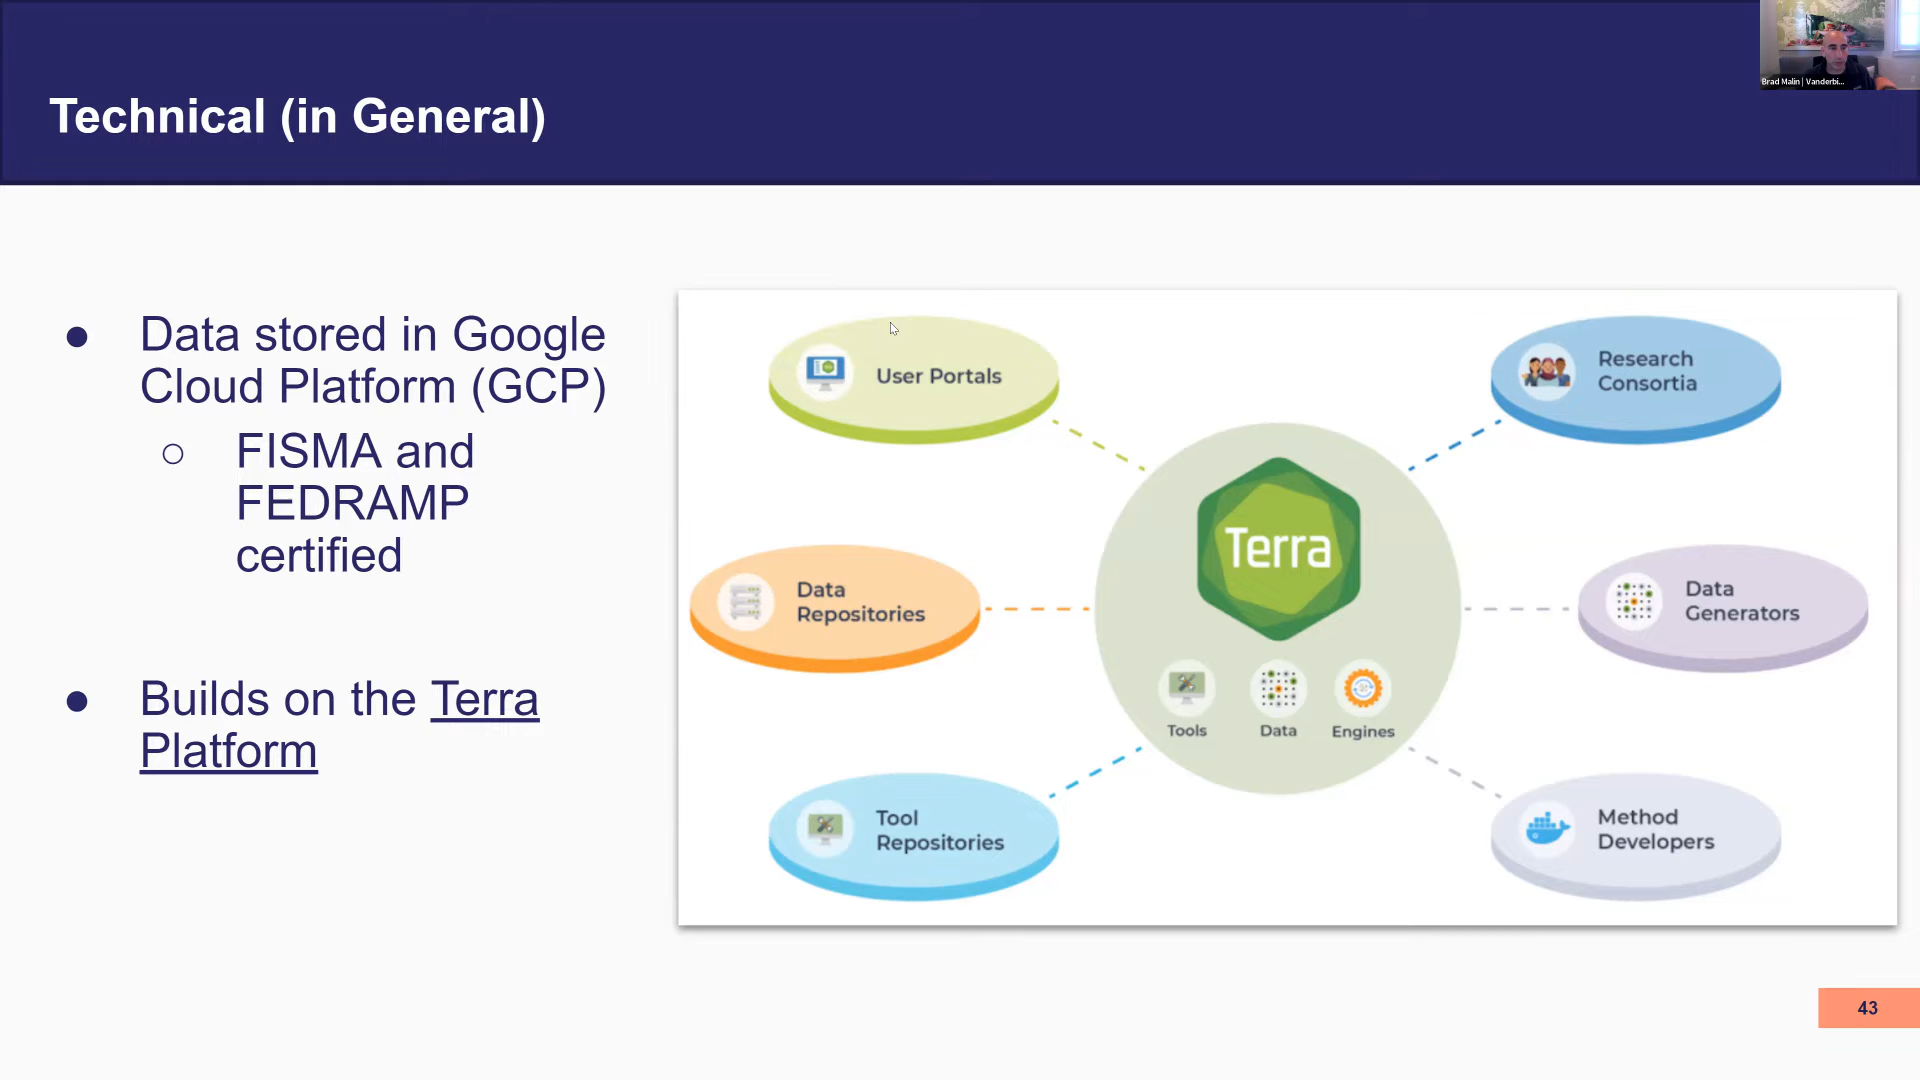 Brad Malin | Vanderbi...
Technical (in General)
● Data stored in Google
Cloud Platform (GCP)
○ FISMA and
FEDRAMP
certified
● Builds on the Terra
Platform
User Portals
Research
Consortia
Terra
Data
Repositories
Data
Generators
Tools
Data
Engines
Tool
Repositories
Method
Developers
43